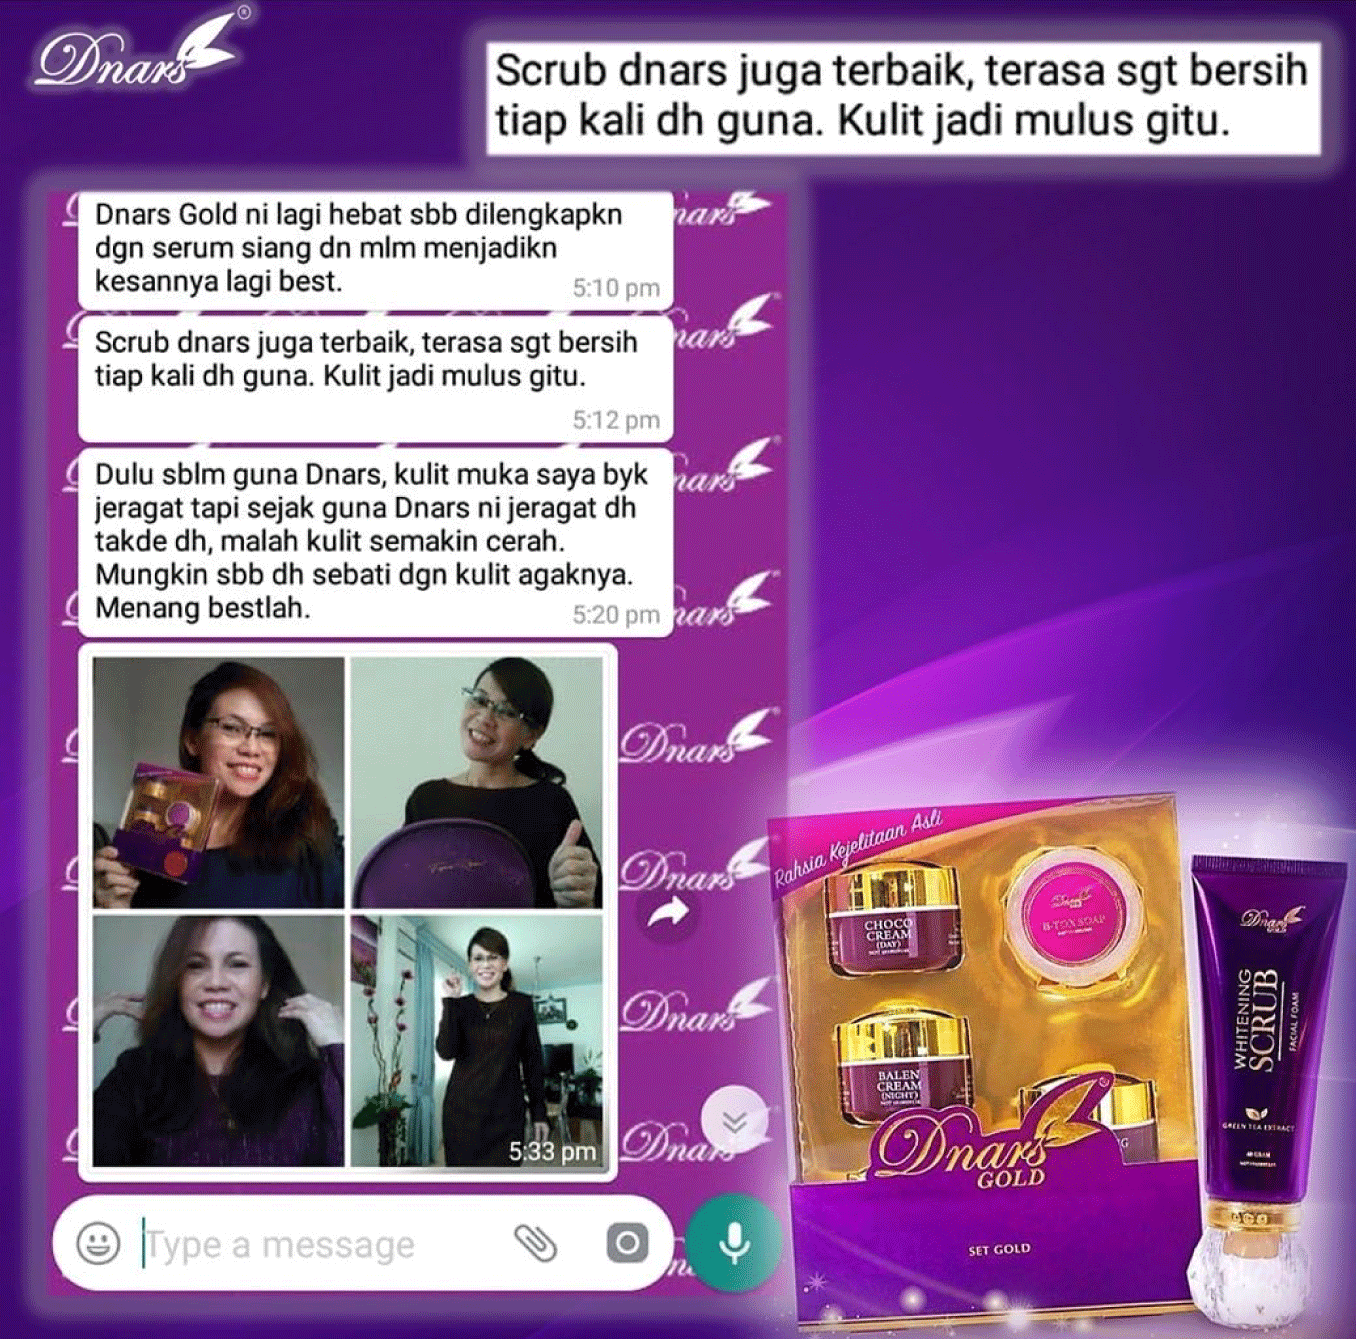 Dnars®
Scrub dnars juga terbaik, terasa sgt bersih
tiap kali dh guna. Kulit jadi mulus gitu.
Dnars Gold ni lagi hebat sbb dilengkapkn
dgn serum siang dn mlm menjadikn
kesannya lagi best.
5:10 pm
Scrub dnars juga terbaik, terasa sgt bersih
tiap kali dh guna. Kulit jadi mulus gitu.
5:12 pm
Dulu sblm guna Dnars, kulit muka saya byk
jeragat tapi sejak guna Dnars ni jeragat dh
takde dh, malah kulit semakin cerah.
Mungkin sbb dh sebati dgn kulit agaknya.
Menang bestlah.
5:20 pm
5:33 pm
Type a message
Dnars
Dnars
Dnars
Dnars
Rahsia Kejelitaan Asli
CHOCO
CREAM
(DAY)
Dnars
B-TOX SOAP
BALEN
CREAM
(NIGHT)
Dnars®
GOLD
SET GOLD
Dnars
GOLD
WHITENING
SCRUB
FACIAL FOAM
GREEN TEA EXTRACT